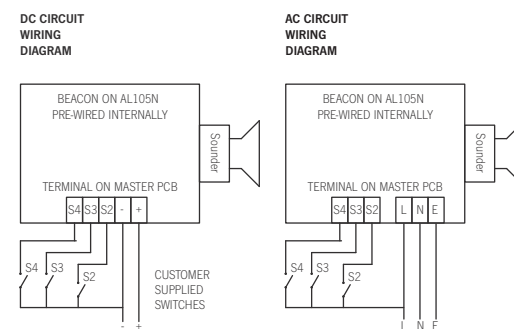 DC CIRCUIT
WIRING
DIAGRAM
BEACON ON AL105N
PRE-WIRED INTERNALLY
Sounder
TERMINAL ON MASTER PCB
S4 S3 S2 - +
S4 S3
S2
CUSTOMER
SUPPLIED
SWITCHES
- +
AC CIRCUIT
WIRING
DIAGRAM
BEACON ON AL105N
PRE-WIRED INTERNALLY
Sounder
TERMINAL ON MASTER PCB
S4 S3 S2 L N E
S4 S3
S2
L N E